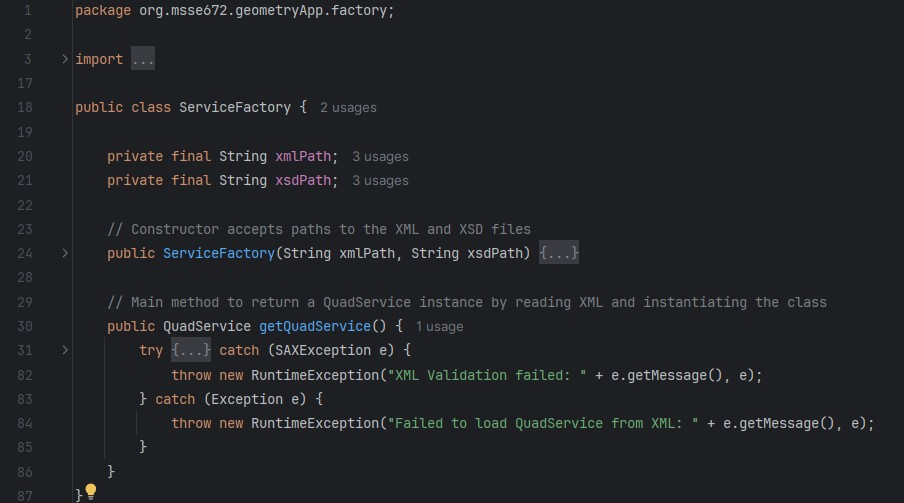 1 package org.msse672.geometryApp.factory;
2
3 import ...
17
18 public class ServiceFactory { 2 usages
19
20 private final String xmlPath; 3 usages
21 private final String xsdPath; 3 usages
22
23 // Constructor accepts paths to the XML and XSD files
24 public ServiceFactory(String xmlPath, String xsdPath) {...}
28
29 // Main method to return a QuadService instance by reading XML and instantiating the class
30 public QuadService getQuadService() { 1 usage
31 try {...} catch (SAXException e) {
82 throw new RuntimeException("XML Validation failed: " + e.getMessage(), e);
83 } catch (Exception e) {
84 throw new RuntimeException("Failed to load QuadService from XML: " + e.getMessage(), e);
85 }
86 }
87 }